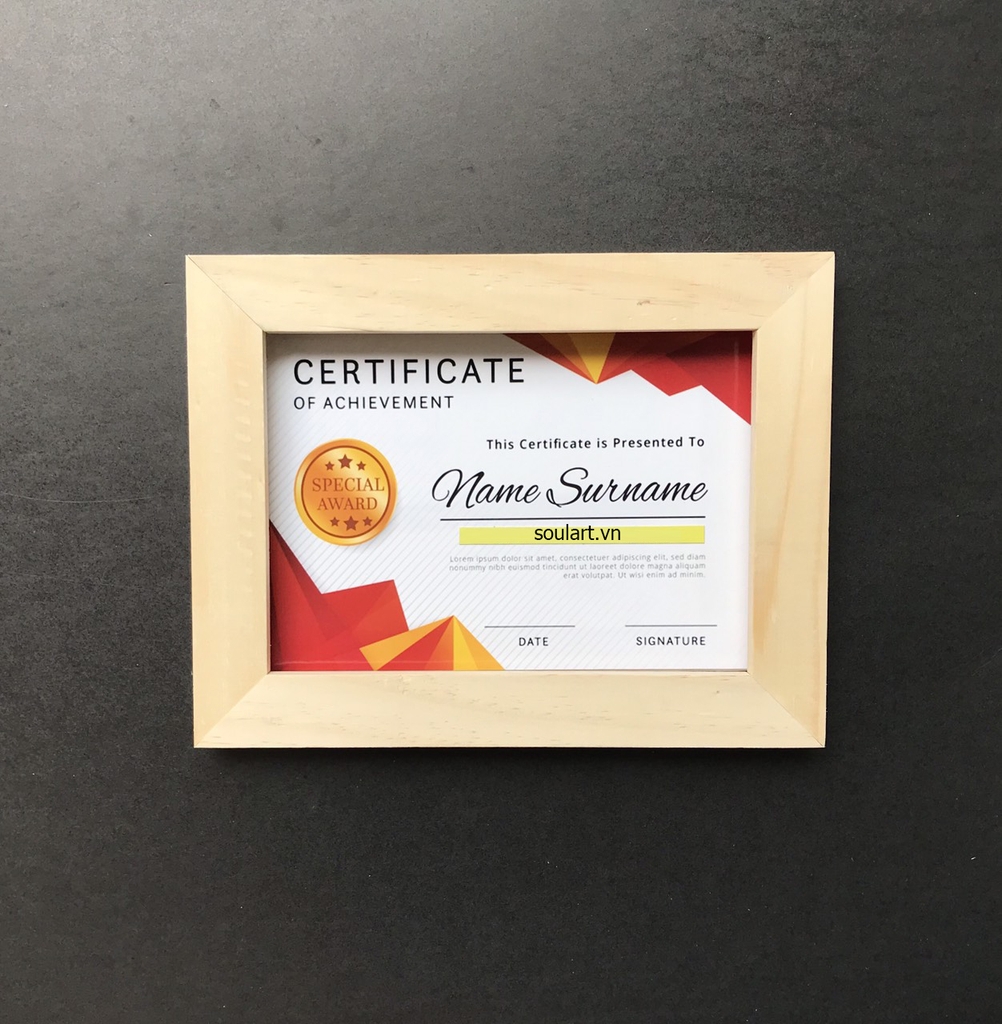 CERTIFICATE
OF ACHIEVEMENT
This Certificate is Presented To
SPECIAL
AWARD
Name Surname
soulart.vn
Lorem ipsum dolor sit amet, consectetuer adipiscing elit, sed diam
nonummy nibh euismod tincidunt ut laoreet dolore magna aliquam
erat volutpat. Ut wisi enim ad minim.
DATE
SIGNATURE